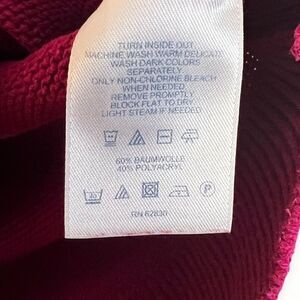 TURN INSIDE OUT
MACHINE WASH WARM DELICATE
WASH DARK COLORS
SEPARATELY
ONLY NON-CHLORINE BLEACH
WHEN NEEDED
REMOVE PROMPTLY
BLOCK FLAT TO DRY
LIGHT STEAM IF NEEDED
60% BAUMWOLLE
40% POLYACRYL
40
P
RN 62830